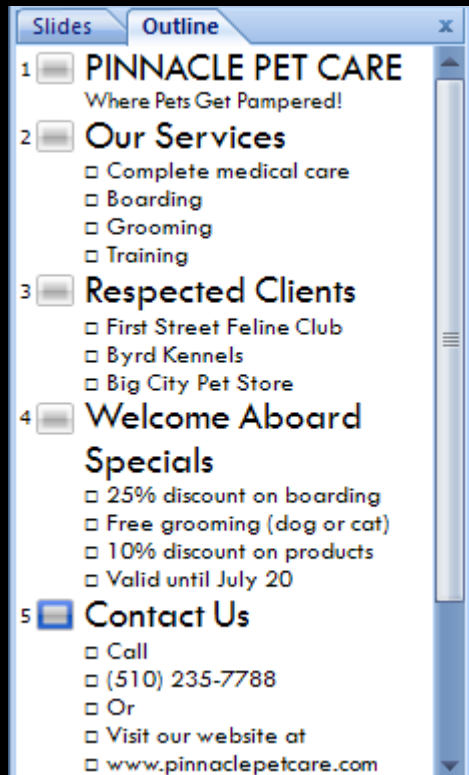 Slides Outline x
1 PINNACLE PET CARE
Where Pets Get Pampered!
2 Our Services
□ Complete medical care
□ Boarding
□ Grooming
□ Training
3 Respected Clients
□ First Street Feline Club
□ Byrd Kennels
□ Big City Pet Store
4 Welcome Aboard
Specials
□ 25% discount on boarding
□ Free grooming (dog or cat)
□ 10% discount on products
□ Valid until July 20
5 Contact Us
□ Call
□ (510) 235-7788
□ Or
□ Visit our website at
□ www.pinnaclepetcare.com